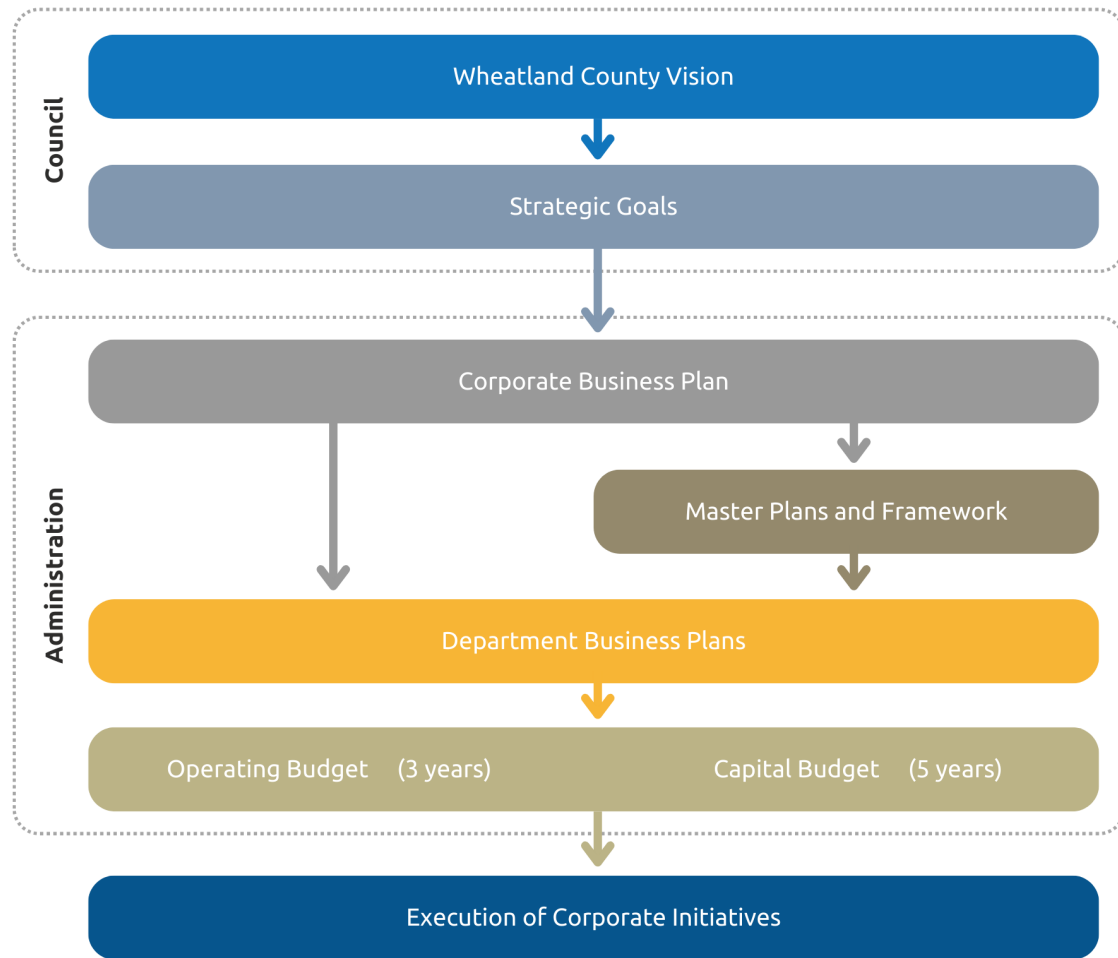 Council
Wheatland County Vision
Strategic Goals
Administration
Corporate Business Plan
Master Plans and Framework
Department Business Plans
Operating Budget (3 years)
Capital Budget (5 years)
Execution of Corporate Initiatives